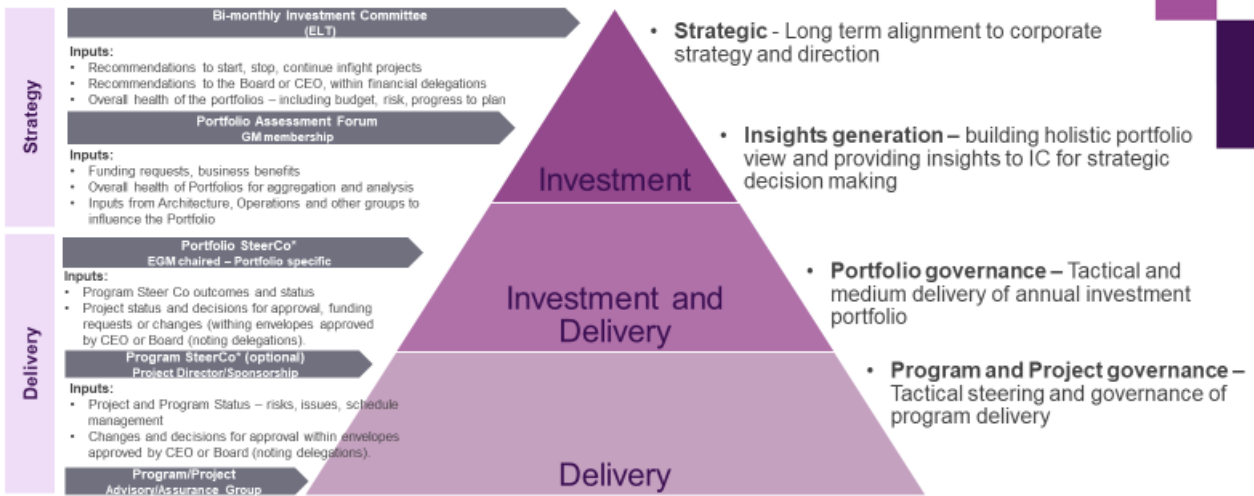 Strategy
Bi-monthly Investment Committee
(ELT)
Inputs:
• Recommendations to start, stop, continue infight projects
• Recommendations to the Board or CEO, within financial delegations
• Overall health of the portfolios – including budget, risk, progress to plan
Portfolio Assessment Forum
GM membership
Inputs:
• Funding requests, business benefits
• Overall health of Portfolios for aggregation and analysis
• Inputs from Architecture, Operations and other groups to
influence the Portfolio
Delivery
Portfolio SteerCo*
EGM chaired – Portfolio specific
Inputs:
• Program Steer Co outcomes and status
• Project status and decisions for approval, funding
requests or changes (withing envelopes approved
by CEO or Board (noting delegations).
Program SteerCo* (optional)
Project Director/Sponsorship
Inputs:
• Project and Program Status – risks, issues, schedule
management
• Changes and decisions for approval within envelopes
approved by CEO or Board (noting delegations).
Program/Project
Advisory/Assurance Group
Investment
Investment and
Delivery
Delivery
• Strategic - Long term alignment to corporate
strategy and direction
• Insights generation – building holistic portfolio
view and providing insights to IC for strategic
decision making
• Portfolio governance – Tactical and
medium delivery of annual investment
portfolio
• Program and Project governance –
Tactical steering and governance of
program delivery